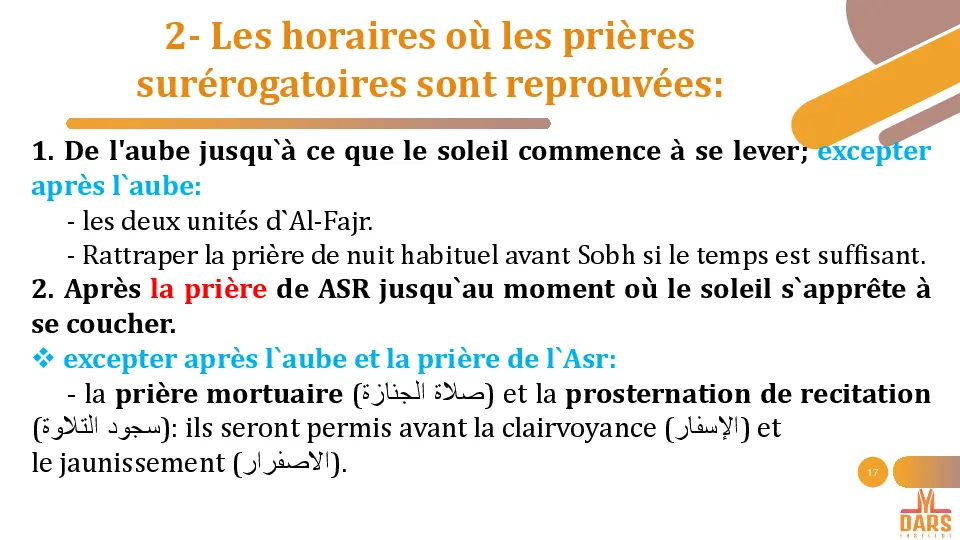 2- Les horaires où les prières
surérogatoires sont reprouvées:
1. De l'aube jusqu`à ce que le soleil commence à se lever; excepter
après l`aube:
- les deux unités d`Al-Fajr.
- Rattraper la prière de nuit habituel avant Sobh si le temps est suffisant.
2. Après la prière de ASR jusqu`au moment où le soleil s`apprête à
se coucher.
❖ excepter après l`aube et la prière de l`Asr:
- la prière mortuaire (صلاة الجنازة) et la prosternation de recitation
(سجود التلاوة): ils seront permis avant la clairvoyance (الإسفار) et
le jaunissement (الاصفرار).
17
DARS